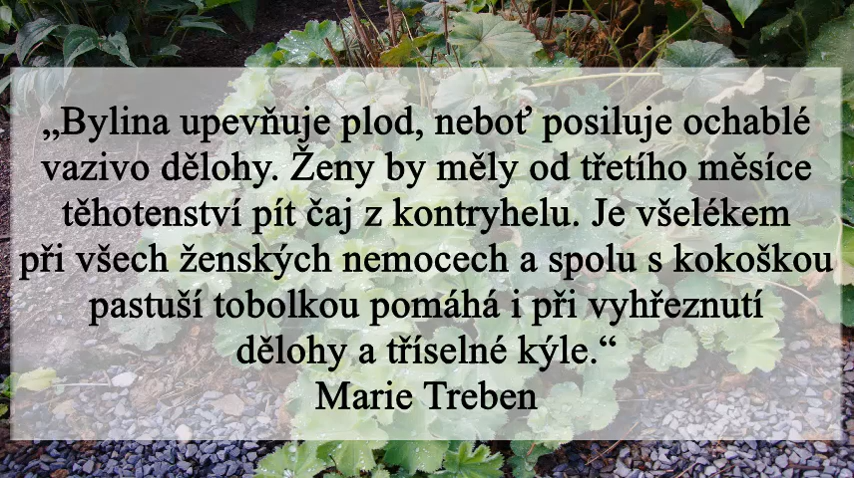 „Bylina upevňuje plod, neboť posiluje ochablé
vazivo dělohy. Ženy by měly od třetího měsíce
těhotenství pít čaj z kontryhelu. Je všelékem
při všech ženských nemocech a spolu s kokoškou
pastuší tobolkou pomáhá i při vyhřeznutí
dělohy a tříselné kýle.“
Marie Treben